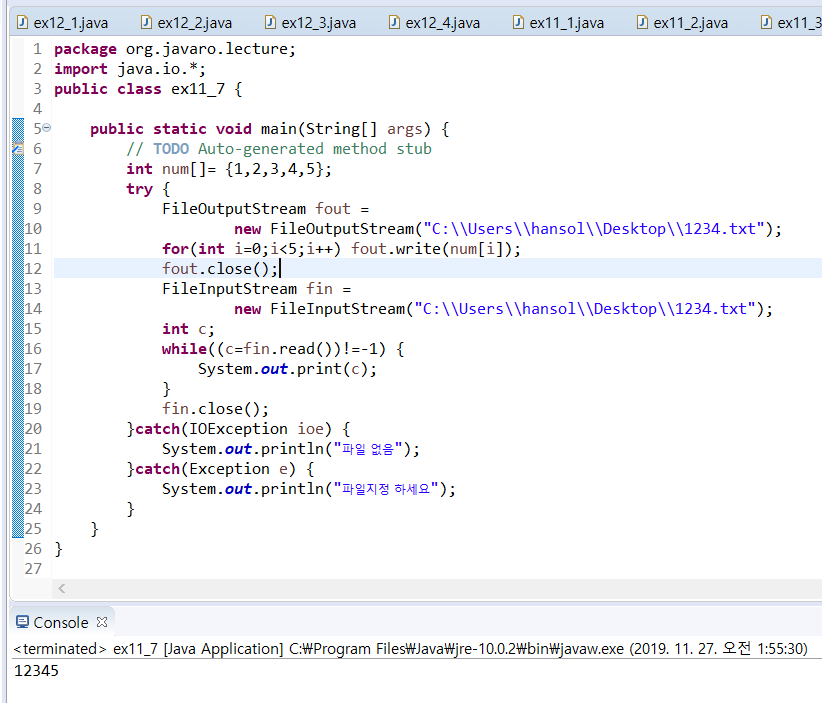 ex12_1.java ex12_2.java ex12_3.java ex12_4.java ex11_1.java ex11_2.java ex11_3
1 package org.javaro.lecture;
2 import java.io.*;
3 public class ex11_7 {
4
5 public static void main(String[] args) {
6 // TODO Auto-generated method stub
7 int num[]= {1,2,3,4,5};
8 try {
9 FileOutputStream fout =
10 new FileOutputStream("C:\\Users\\hansol\\Desktop\\1234.txt");
11 for(int i=0;i<5;i++) fout.write(num[i]);
12 fout.close();
13 FileInputStream fin =
14 new FileInputStream("C:\\Users\\hansol\\Desktop\\1234.txt");
15 int c;
16 while((c=fin.read())!=-1) {
17 System.out.print(c);
18 }
19 fin.close();
20 }catch(IOException ioe) {
21 System.out.println("파일 없음");
22 }catch(Exception e) {
23 System.out.println("파일지정 하세요");
24 }
25 }
26 }
27
Console
<terminated> ex11_7 [Java Application] C:₩Program Files₩Java₩jre-10.0.2₩bin₩javaw.exe (2019. 11. 27. 오전 1:55:30)
12345